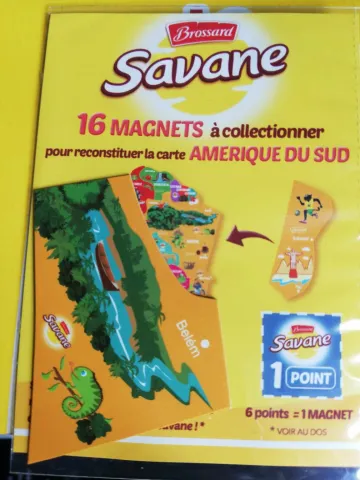 Brossard
Savane
16 MAGNETS à collectionner
pour reconstituer la carte AMERIQUE DU SUD
Belém
Savane
Brossard
Savane
1 POINT
6 points = 1 MAGNET
* VOIR AU DOS
avane ! *